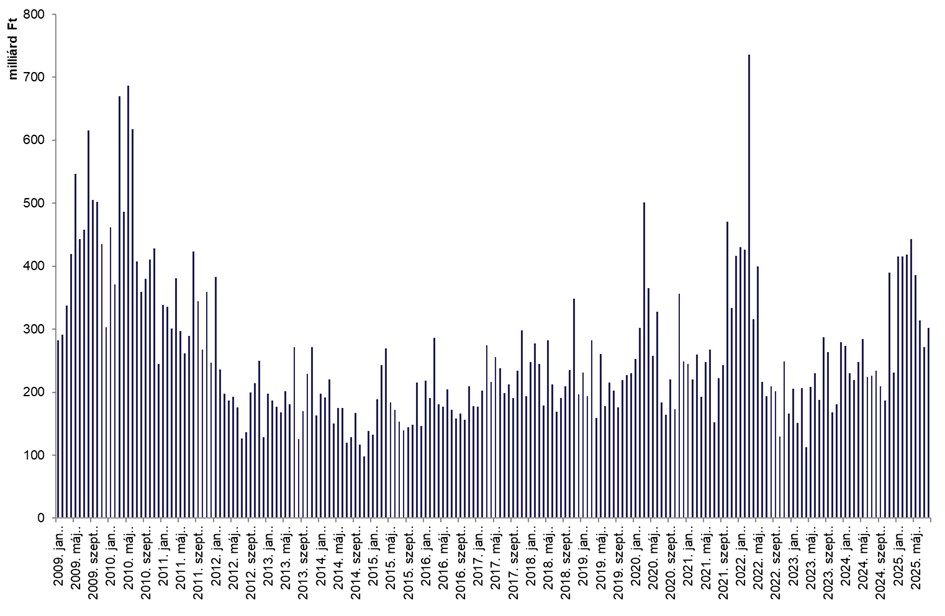 milliárd Ft
800
700
600
500
400
300
200
100
0
2009. jan..
2009. máj..
2009. szept..
2010. jan..
2010. máj..
2010. szept..
2011. jan..
2011. máj..
2011. szept..
2012. jan..
2012. máj..
2012. szept..
2013. jan..
2013. máj..
2013. szept..
2014. jan..
2014. máj..
2014. szept..
2015. jan..
2015. máj..
2015. szept..
2016. jan..
2016. máj..
2016. szept..
2017. jan..
2017. máj..
2017. szept..
2018. jan..
2018. máj..
2018. szept..
2019. jan..
2019. máj..
2019. szept..
2020. jan..
2020. máj..
2020. szept..
2021. jan..
2021. máj..
2021. szept..
2022. jan..
2022. máj..
2022. szept..
2023. jan..
2023. máj..
2023. szept..
2024. jan..
2024. máj..
2024. szept..
2025. jan..
2025. máj..